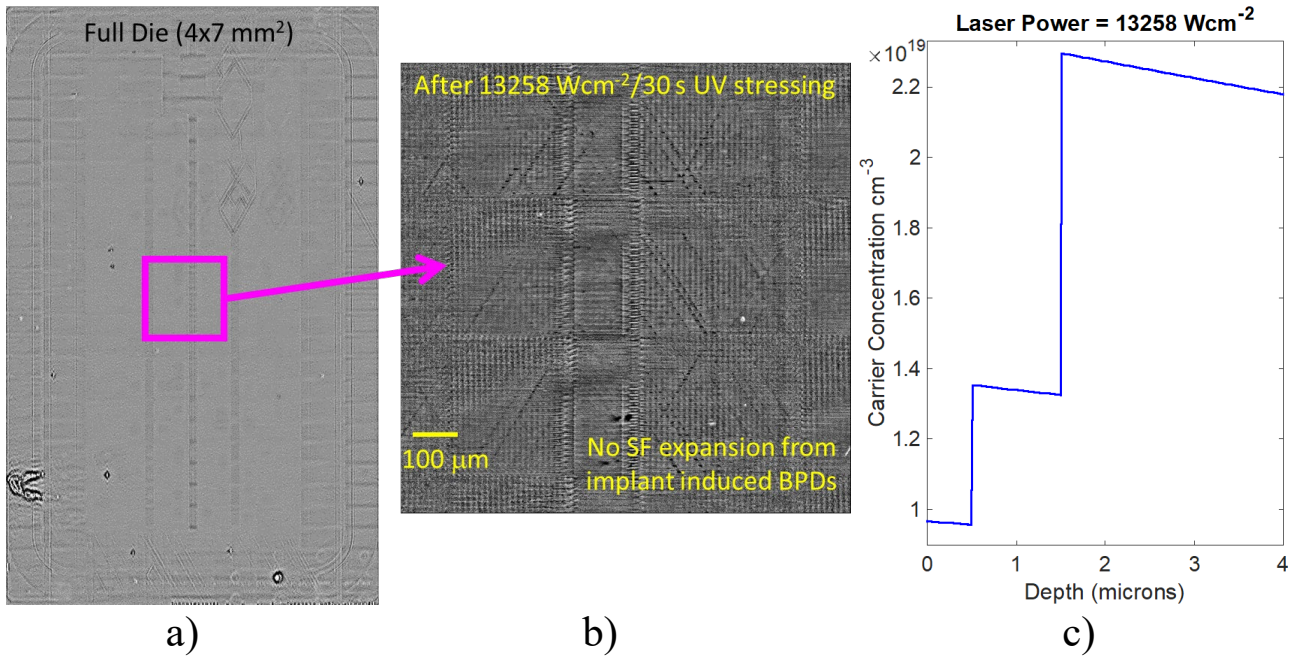 Full Die (4x7 mm²)
a)
After 13258 Wcm⁻²/30 s UV stressing
100 μm
No SF expansion from
implant induced BPDs
b)
Laser Power = 13258 Wcm⁻²
×10¹⁹
2.2
2
1.8
1.6
1.4
1.2
1
Carrier Concentration cm⁻³
0
1
2
3
4
Depth (microns)
c)